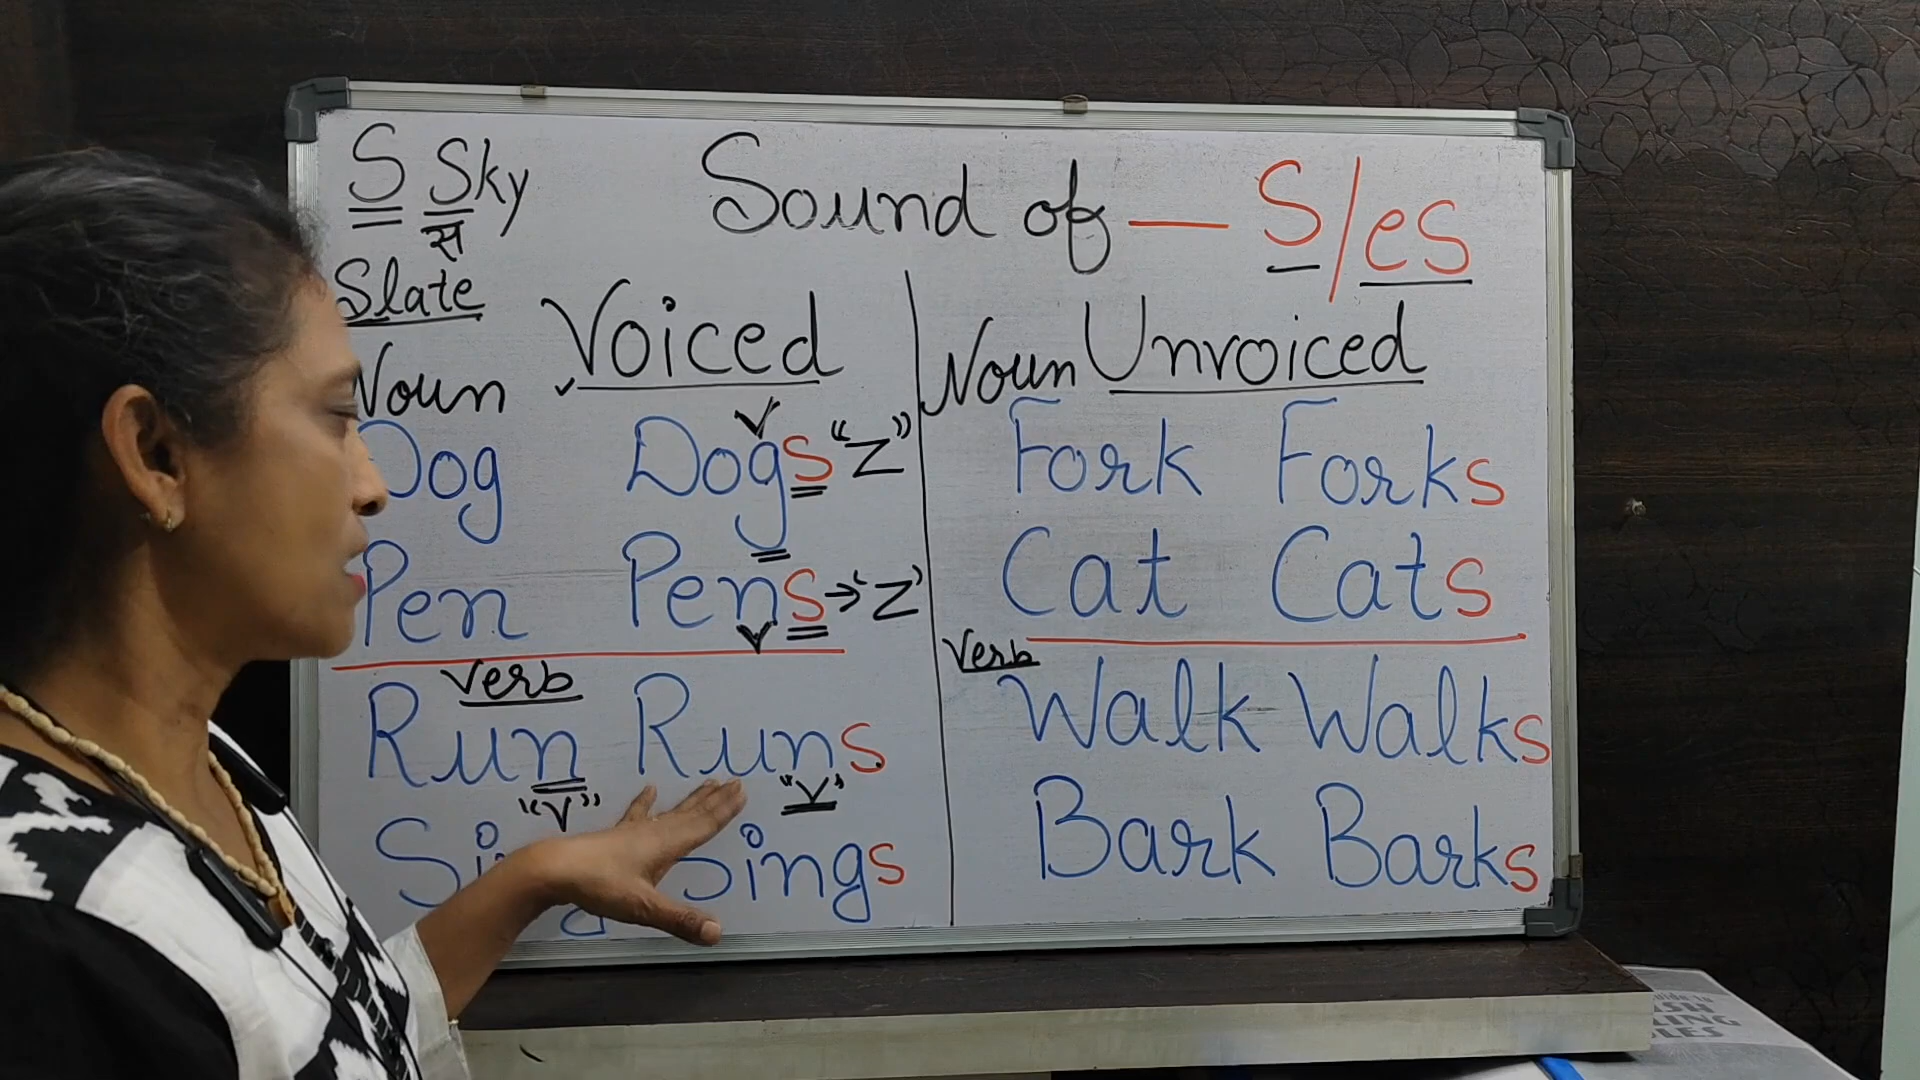 S Sky
स
Sound of — S/es
Slate
Noun Voiced
Dog Dogs "Z"
Pen Pens → 'Z'
Verb
Run Runs
"V" "V"
Sings
Noun Unvoiced
Fork Forks
Cat Cats
Verb
Walk Walks
Bark Barks